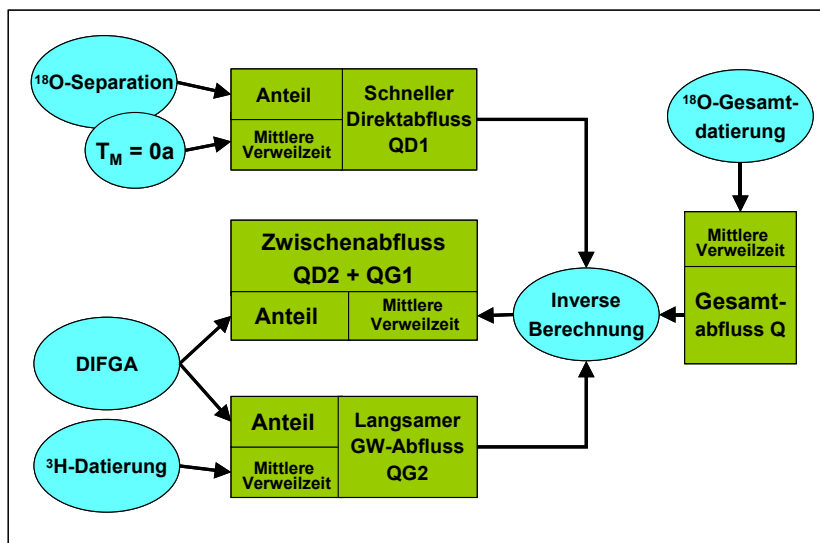 ¹⁸O-Separation
T_M = 0a
Anteil
Mittlere
Verweilzeit
Schneller
Direktabfluss
QD1
¹⁸O-Gesamt-
datierung
Mittlere
Verweilzeit
Gesamt-
abfluss Q
Zwischenabfluss
QD2 + QG1
Anteil
Mittlere
Verweilzeit
Inverse
Berechnung
DIFGA
³H-Datierung
Anteil
Mittlere
Verweilzeit
Langsamer
GW-Abfluss
QG2